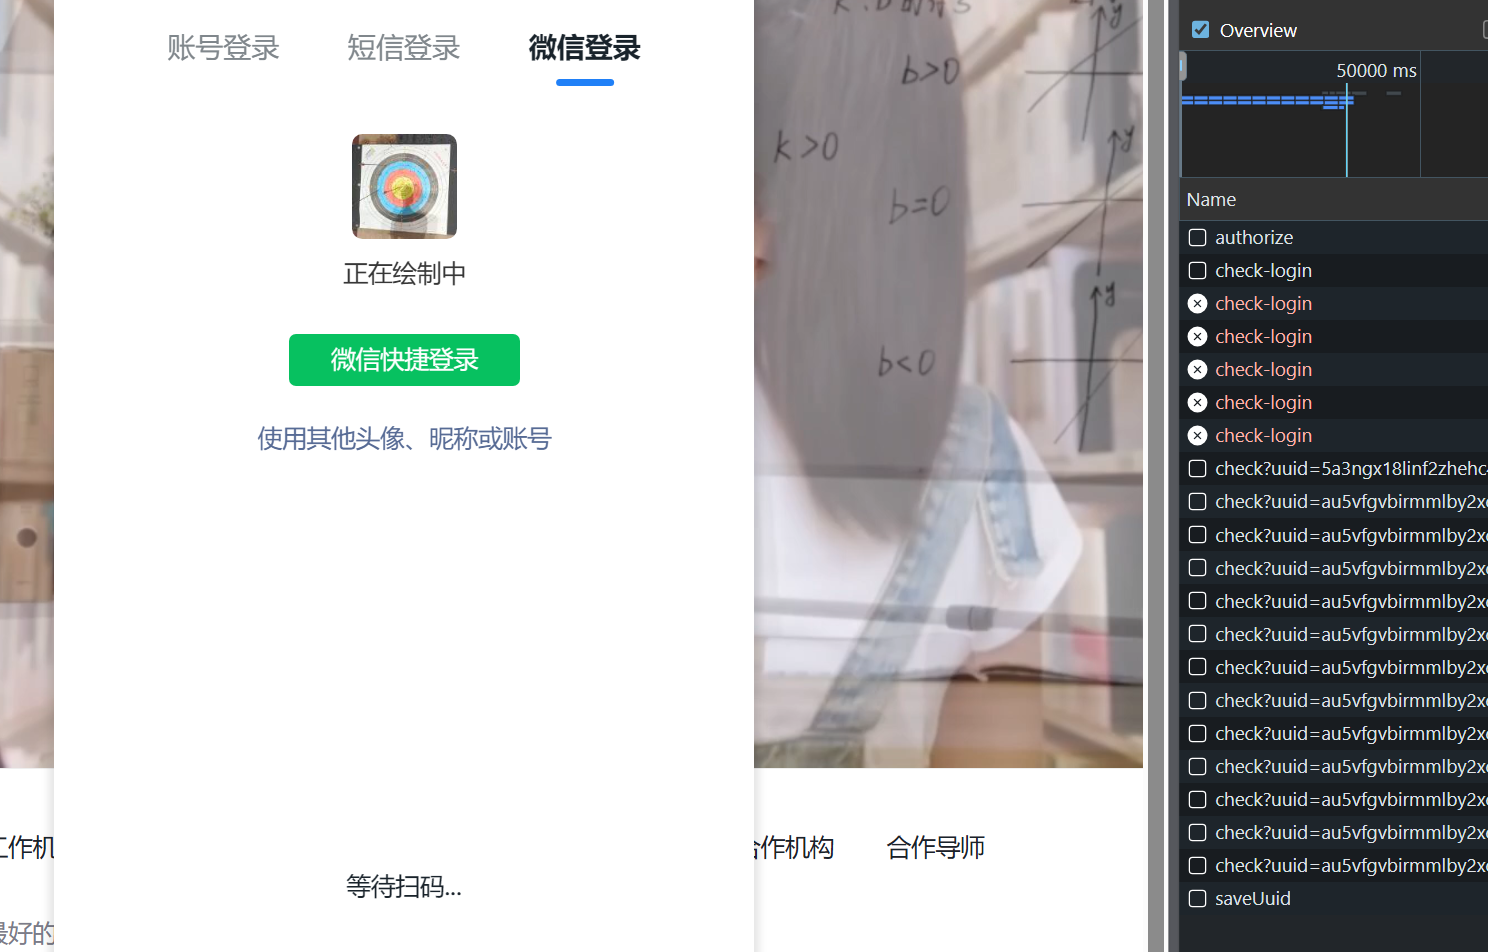 账号登录 短信登录 微信登录
正在绘制中
微信快捷登录
使用其他头像、昵称或账号
等待扫码...
b>0
k>0
b=0
b<0
y
y
y
工作机
合作机构 合作导师
最好的
Overview
50000 ms
Name
authorize
check-login
check-login
check-login
check-login
check-login
check-login
check?uuid=5a3ngx18linf2zhehc
check?uuid=au5vfgvbirmmlby2x
check?uuid=au5vfgvbirmmlby2x
check?uuid=au5vfgvbirmmlby2x
check?uuid=au5vfgvbirmmlby2x
check?uuid=au5vfgvbirmmlby2x
check?uuid=au5vfgvbirmmlby2x
check?uuid=au5vfgvbirmmlby2x
check?uuid=au5vfgvbirmmlby2x
check?uuid=au5vfgvbirmmlby2x
check?uuid=au5vfgvbirmmlby2x
check?uuid=au5vfgvbirmmlby2x
check?uuid=au5vfgvbirmmlby2x
saveUuid